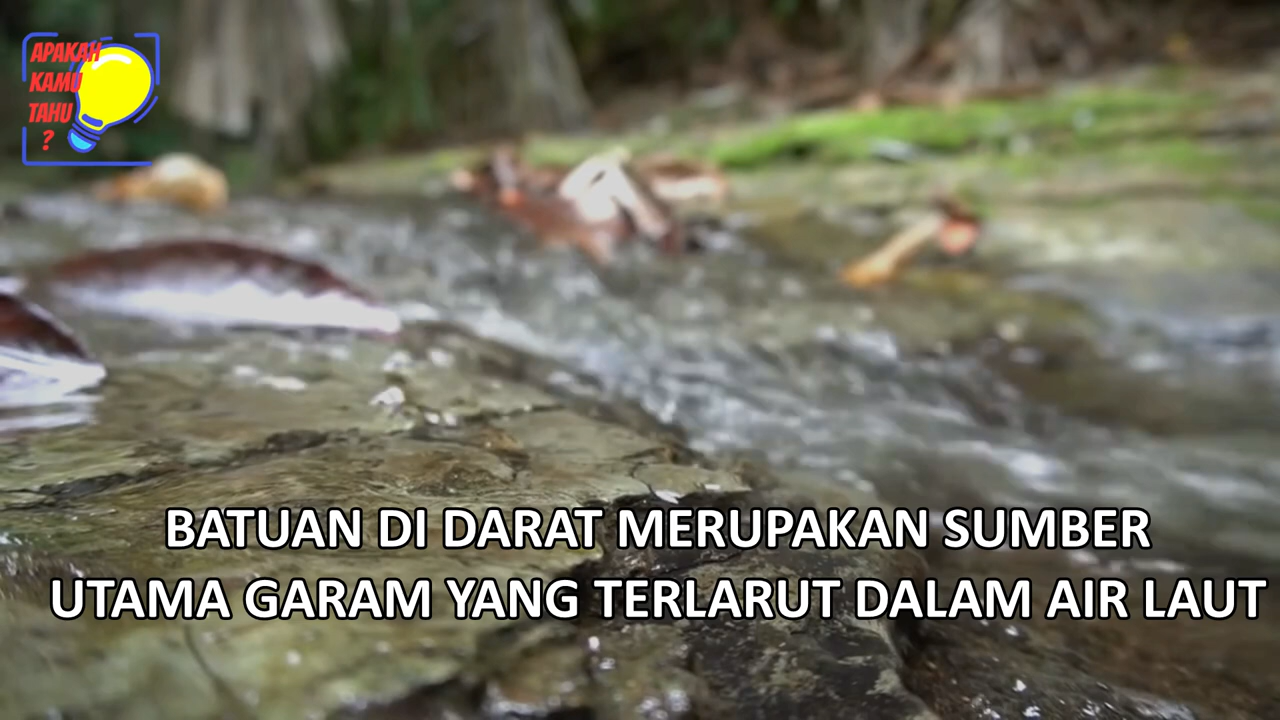 APAKAH
KAMU
TAHU
?
BATUAN DI DARAT MERUPAKAN SUMBER
UTAMA GARAM YANG TERLARUT DALAM AIR LAUT